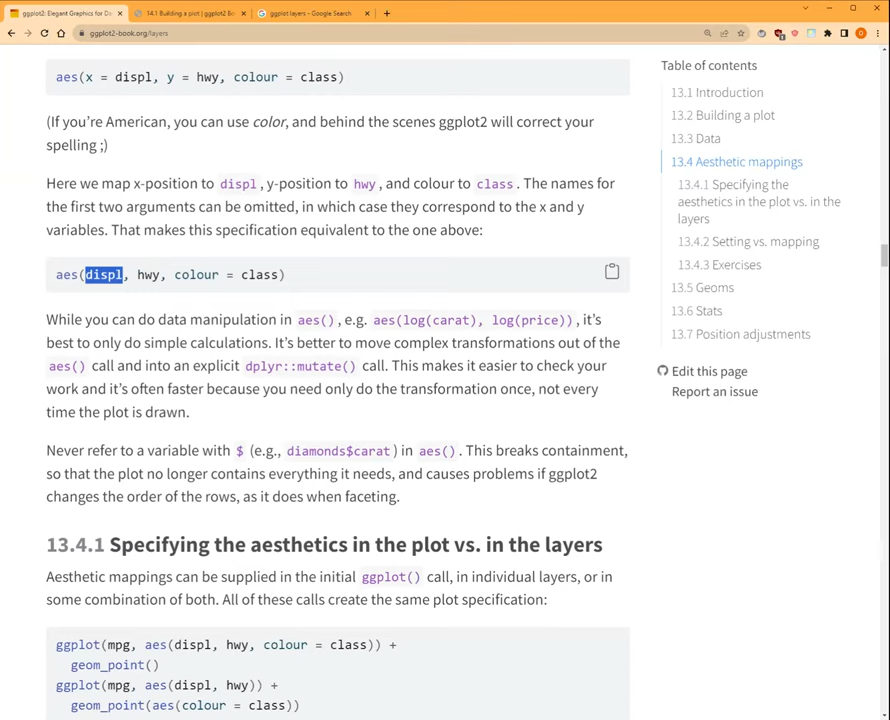 ggplot2: Elegant Graphics for Da
14.1 Building a plot | ggplot2 Bo
ggplot layers - Google Search
ggplot2-book.org/layers
aes(x = displ, y = hwy, colour = class)
(If you're American, you can use color, and behind the scenes ggplot2 will correct your
spelling ;)
Here we map x-position to displ, y-position to hwy, and colour to class. The names for
the first two arguments can be omitted, in which case they correspond to the x and y
variables. That makes this specification equivalent to the one above:
aes(displ, hwy, colour = class)
While you can do data manipulation in aes(), e.g. aes(log(carat), log(price)), it's
best to only do simple calculations. It's better to move complex transformations out of the
aes() call and into an explicit dplyr::mutate() call. This makes it easier to check your
work and it's often faster because you need only do the transformation once, not every
time the plot is drawn.
Never refer to a variable with $ (e.g., diamonds$carat) in aes(). This breaks containment,
so that the plot no longer contains everything it needs, and causes problems if ggplot2
changes the order of the rows, as it does when faceting.
13.4.1 Specifying the aesthetics in the plot vs. in the layers
Aesthetic mappings can be supplied in the initial ggplot() call, in individual layers, or in
some combination of both. All of these calls create the same plot specification:
ggplot(mpg, aes(displ, hwy, colour = class)) +
geom_point()
ggplot(mpg, aes(displ, hwy)) +
geom_point(aes(colour = class))
Table of contents
13.1 Introduction
13.2 Building a plot
13.3 Data
13.4 Aesthetic mappings
13.4.1 Specifying the
aesthetics in the plot vs. in the
layers
13.4.2 Setting vs. mapping
13.4.3 Exercises
13.5 Geoms
13.6 Stats
13.7 Position adjustments
Edit this page
Report an issue